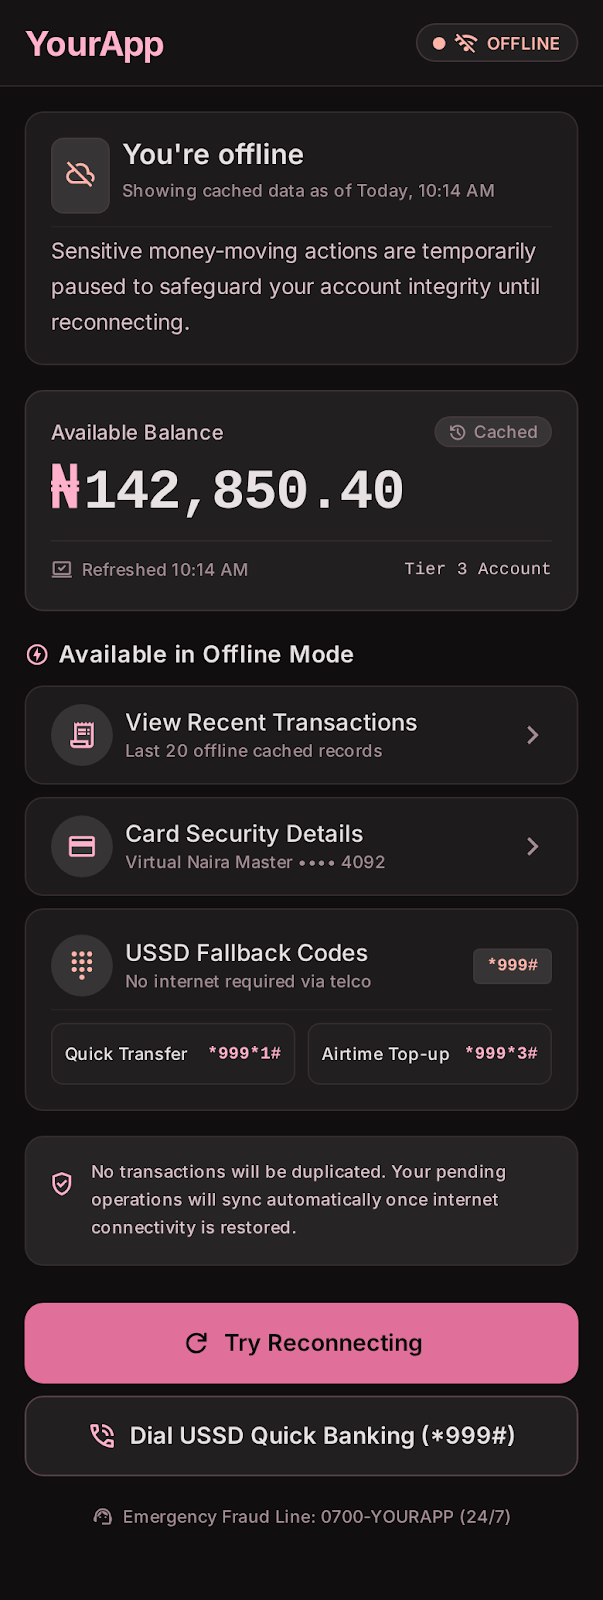 YourApp
OFFLINE
You're offline
Showing cached data as of Today, 10:14 AM
Sensitive money-moving actions are temporarily
paused to safeguard your account integrity until
reconnecting.
Available Balance
Cached
₦142,850.40
Refreshed 10:14 AM
Tier 3 Account
Available in Offline Mode
View Recent Transactions
Last 20 offline cached records
Card Security Details
Virtual Naira Master •••• 4092
USSD Fallback Codes
No internet required via telco
*999#
Quick Transfer *999*1#
Airtime Top-up *999*3#
No transactions will be duplicated. Your pending
operations will sync automatically once internet
connectivity is restored.
Try Reconnecting
Dial USSD Quick Banking (*999#)
Emergency Fraud Line: 0700-YOURAPP (24/7)